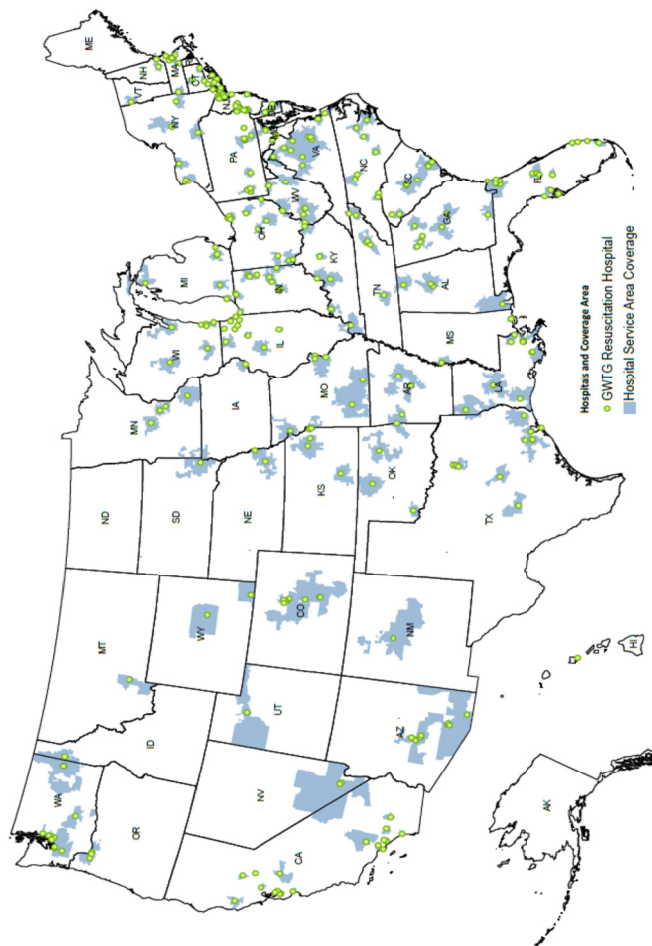 WA
MT
ND
MN
ME
VT
NH
MA
CT
NY
OR
ID
WY
SD
WI
MI
PA
NJ
NE
IA
IL
IN
OH
WV
VA
MD
DE
NV
UT
CO
KS
MO
KY
NC
CA
AZ
NM
OK
AR
TN
SC
TX
LA
MS
AL
GA
FL
AK
HI
Hospitas and Coverage Area
GWTG Resuscitation Hospital
Hospital Service Area Coverage